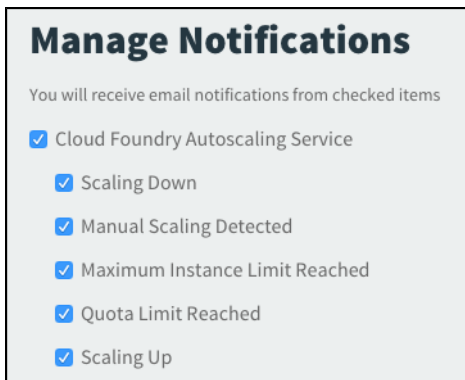 Manage Notifications
You will receive email notifications from checked items
Cloud Foundry Autoscaling Service
Scaling Down
Manual Scaling Detected
Maximum Instance Limit Reached
Quota Limit Reached
Scaling Up